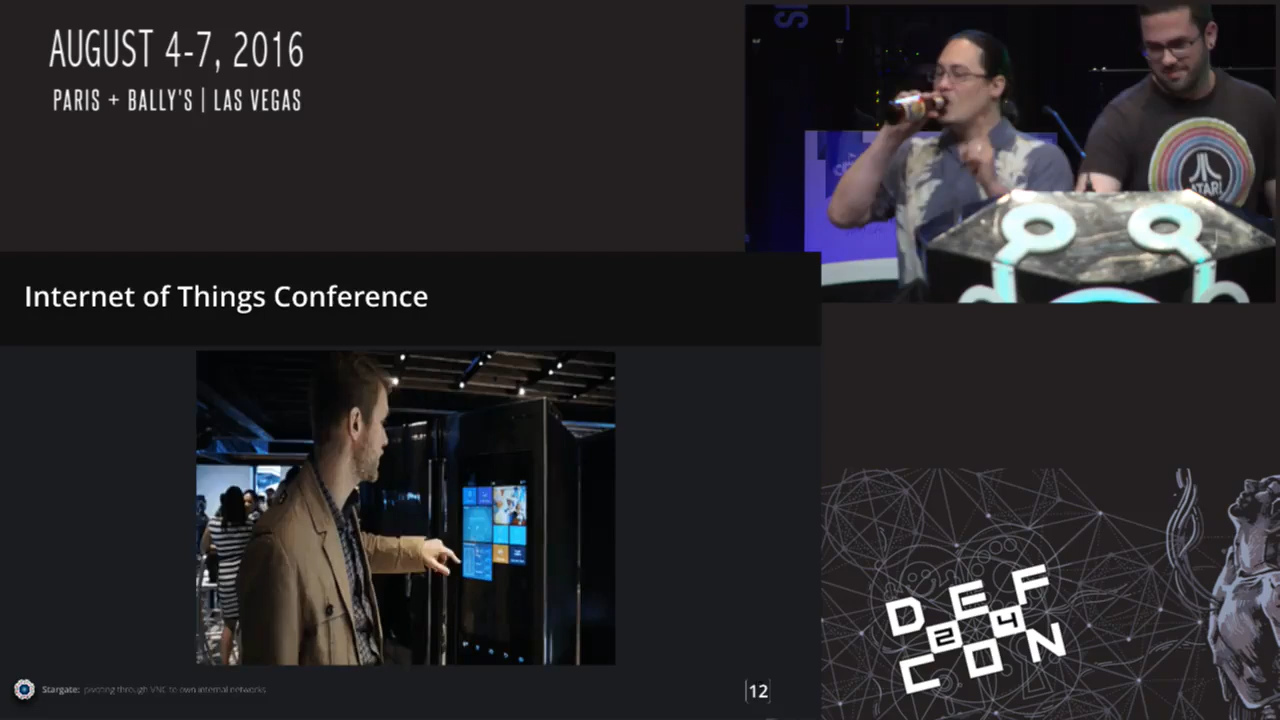 AUGUST 4-7, 2016
PARIS + BALLY'S | LAS VEGAS
ATARI
Internet of Things Conference
DEF
24
CON
Stargate: pivoting through VNC to own internal networks
12